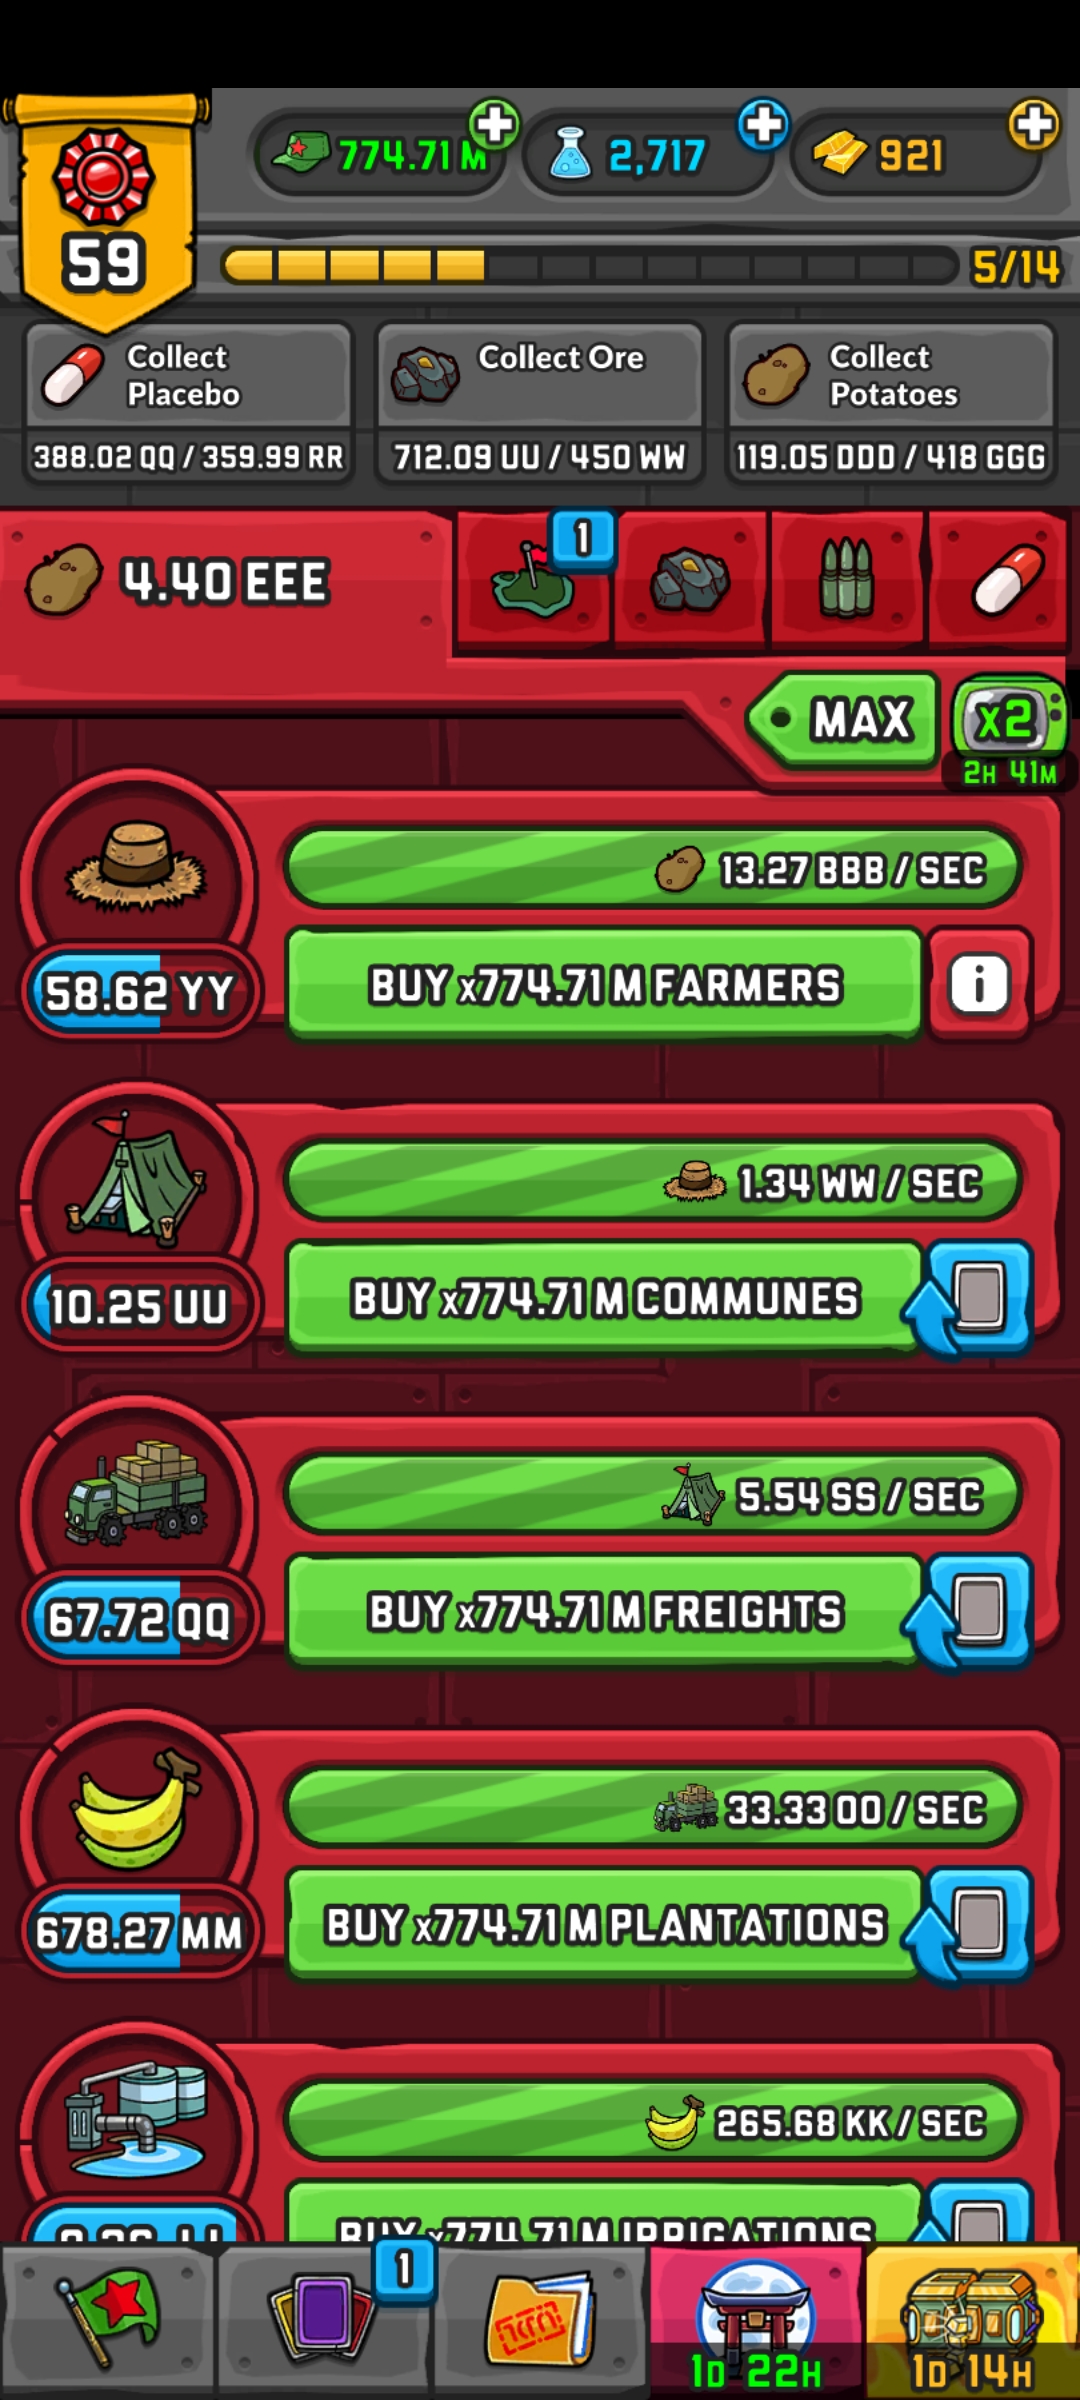 59
774.71 M
2,717
921
5/14
Collect
Placebo
388.02 QQ / 359.99 RR
Collect Ore
712.09 UU / 450 WW
Collect
Potatoes
119.05 DDD / 418 GGG
4.40 EEE
1
MAX
x2
2H 41M
13.27 BBB / SEC
58.62 YY
BUY x774.71 M FARMERS
i
1.34 WW / SEC
10.25 UU
BUY x774.71 M COMMUNES
5.54 SS / SEC
67.72 QQ
BUY x774.71 M FREIGHTS
33.33 OO / SEC
678.27 MM
BUY x774.71 M PLANTATIONS
265.68 KK / SEC
BUY x774.71 M IRRIGATIONS
1
1D 22H
1D 14H